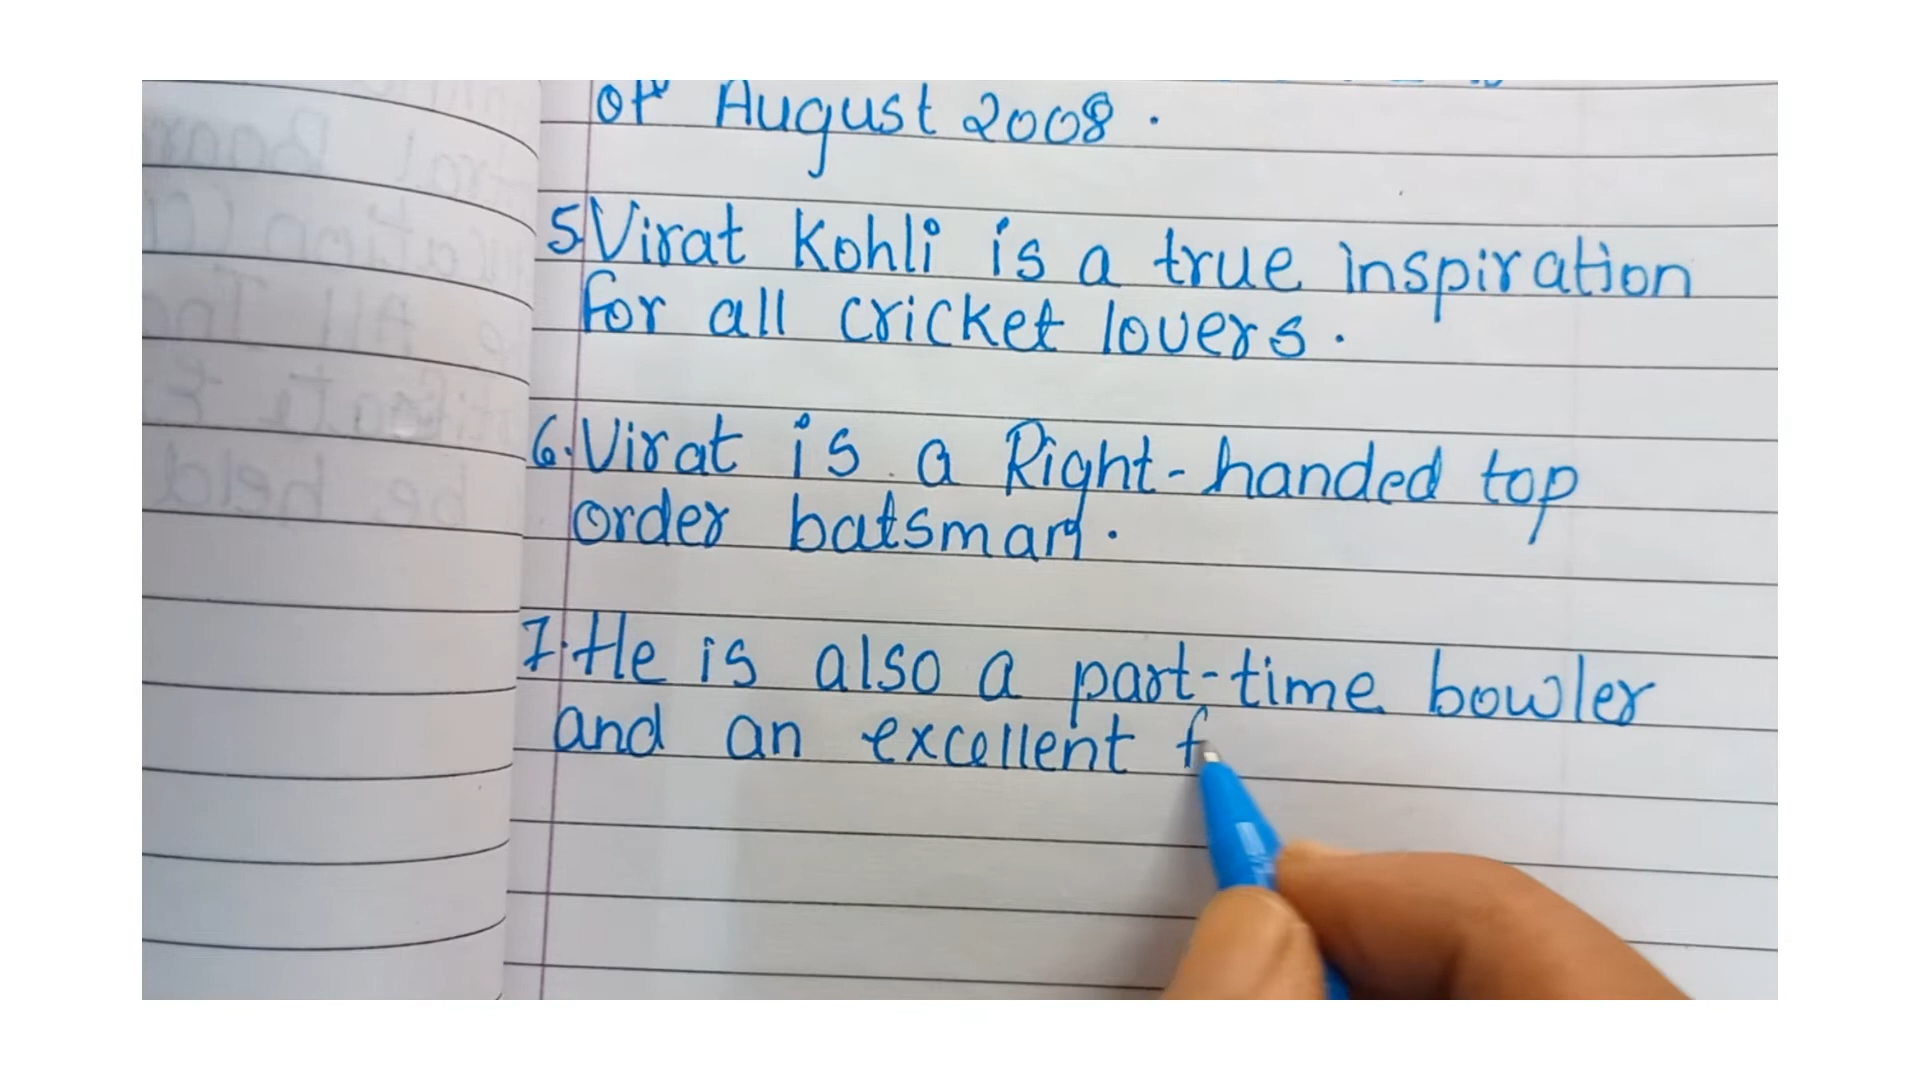 of August 2008.
5.Virat Kohli is a true inspiration
for all cricket lovers.
6.Virat is a Right-handed top
order batsman.
7.He is also a part-time bowler
and an excellent f